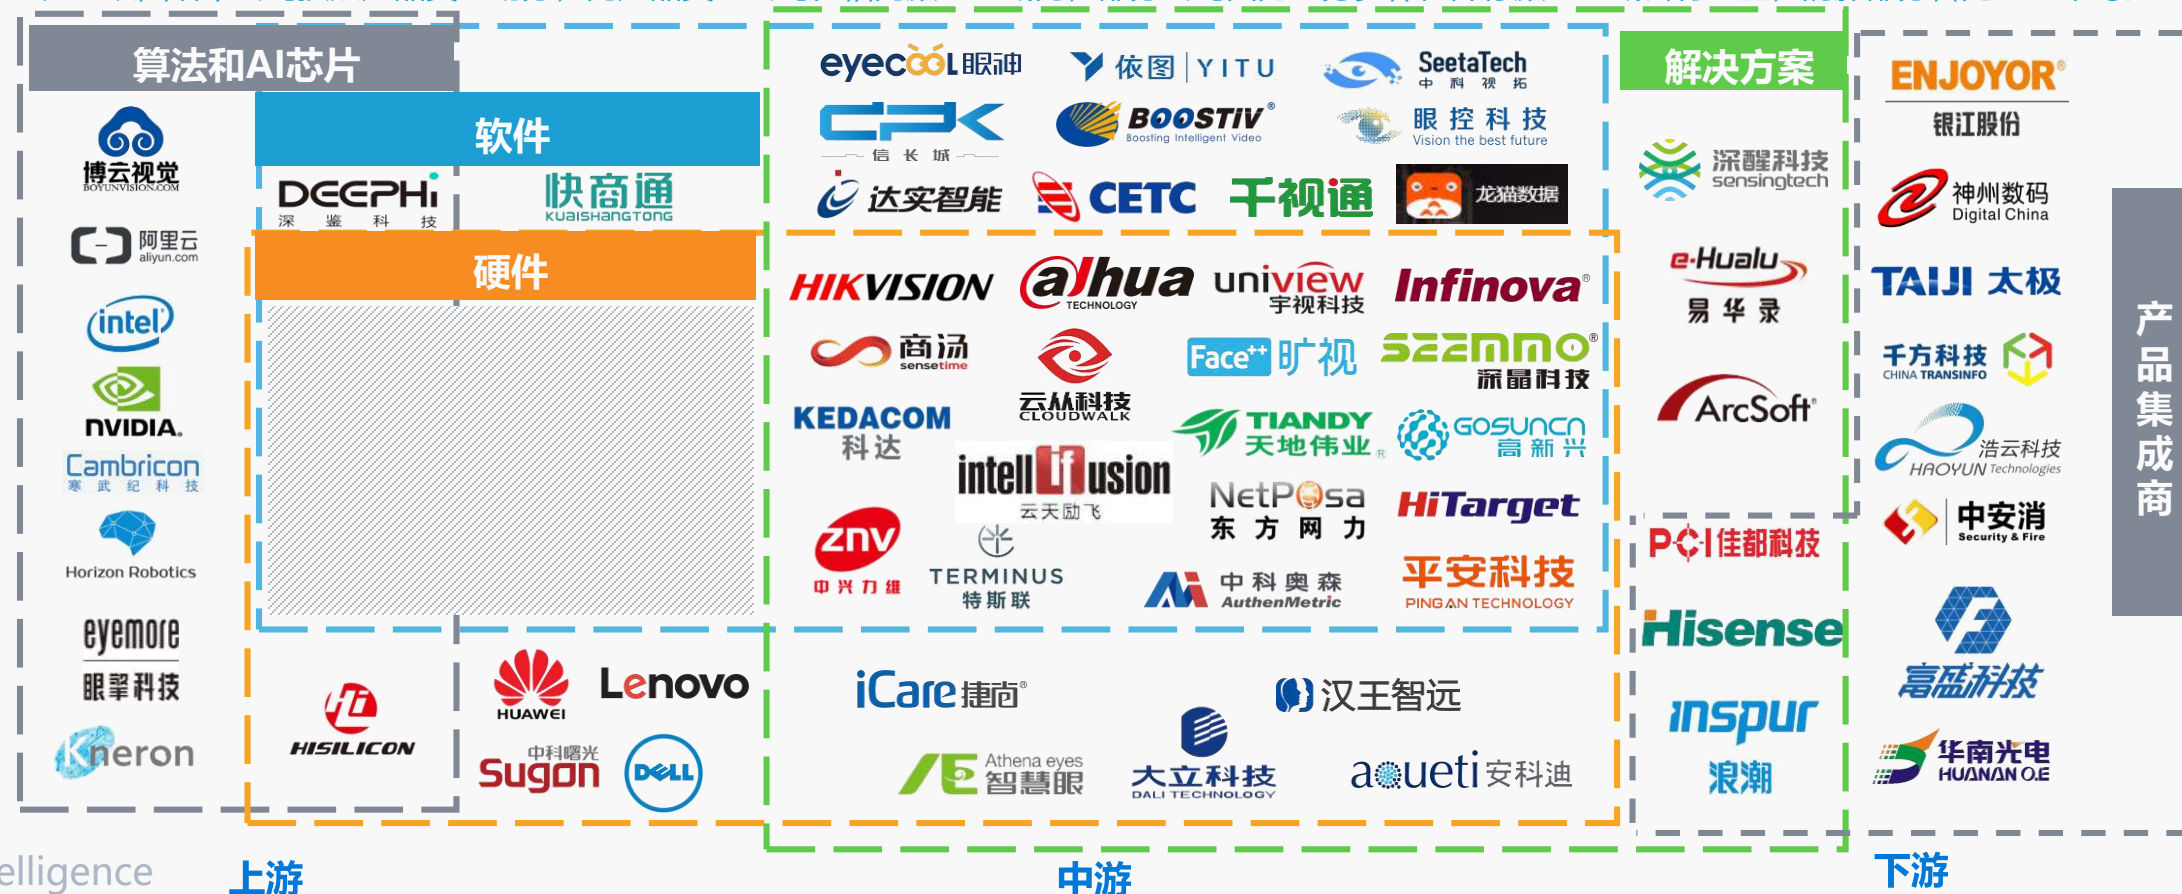 算法和AI芯片
博云视觉
BOYUNVISION.COM
阿里云
aliyun.com
intel
NVIDIA.
Cambricon
寒武纪科技
Horizon Robotics
eyemore
眼擎科技
Kneron
软件
DEEPHi
深鉴科技
快商通
KUAISHANGTONG
硬件
Hi
HISILICON
HUAWEI
Lenovo
中科曙光
Sugon
DELL
eyecool眼神
依图|YITU
SeetaTech
中科视拓
CPK
信长城
BOOSTIV®
Boosting Intelligent Video
眼控科技
Vision the best future
达实智能
CETC
千视通
龙猫数据
HIKVISION
alhua
TECHNOLOGY
uniview
宇视科技
Infinova®
商汤
sensetime
云从科技
CLOUDWALK
Face++ 旷视
SEEMMO®
深晶科技
KEDACOM
科达
intellifusion
云天励飞
TIANDY
天地伟业®
GOSUNCN
高新兴
NetPosa
东方网力
HiTarget
ZNV
中兴力维
TERMINUS
特斯联
中科奥森
AuthenMetric
平安科技
PING AN TECHNOLOGY
iCare捷尚®
汉王智远
Athena eyes
智慧眼
大立科技
DALI TECHNOLOGY
aqueti安科迪
解决方案
深醒科技
sensingtech
e-Hualu
易华录
ArcSoft
PCI佳都科技
Hisense
inspur
浪潮
ENJOYOR®
银江股份
神州数码
Digital China
TAIJI 太极
千方科技
CHINA TRANSINFO
浩云科技
HAOYUN Technologies
中安消
Security & Fire
富盛科技
华南光电
HUANAN O.E
产品集成商
elligence
上游
中游
下游